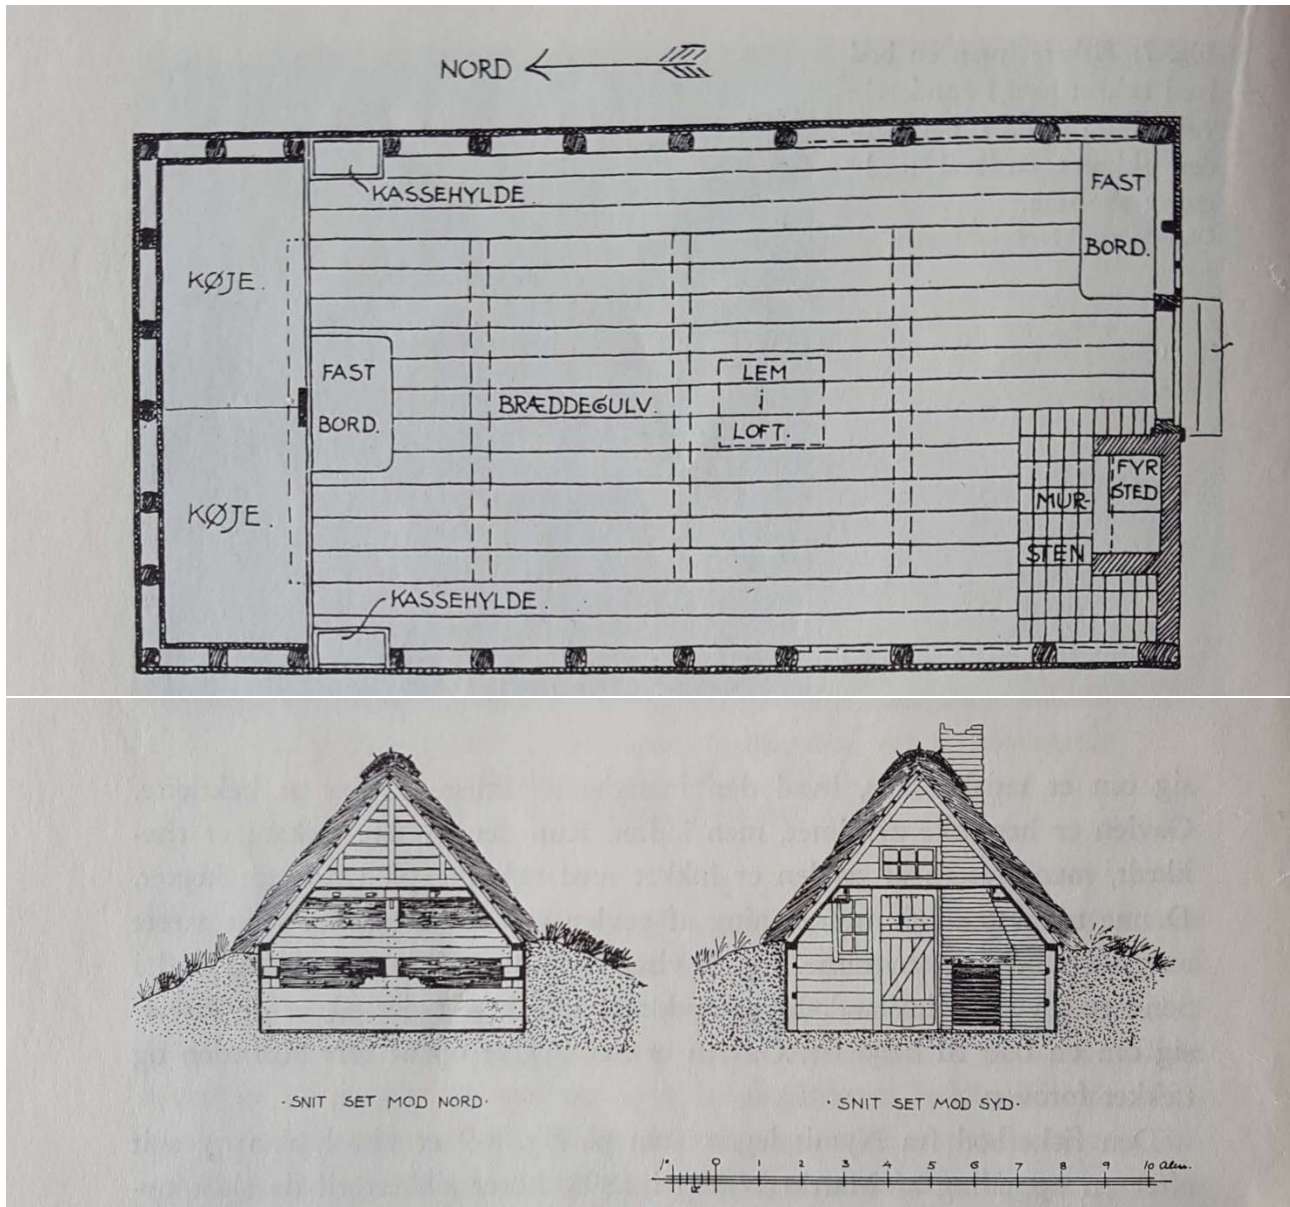 NORD
KASSEHYLDE.
FAST
BORD.
KØJE.
FAST
BORD.
LEM
I
LOFT.
BRÆDDEGULV.
FYR
STED
MUR-
STEN
KØJE.
KASSEHYLDE.
SNIT SET MOD NORD.
SNIT SET MOD SYD.
1 0 1 2 3 4 5 6 7 8 9 10 Alen.